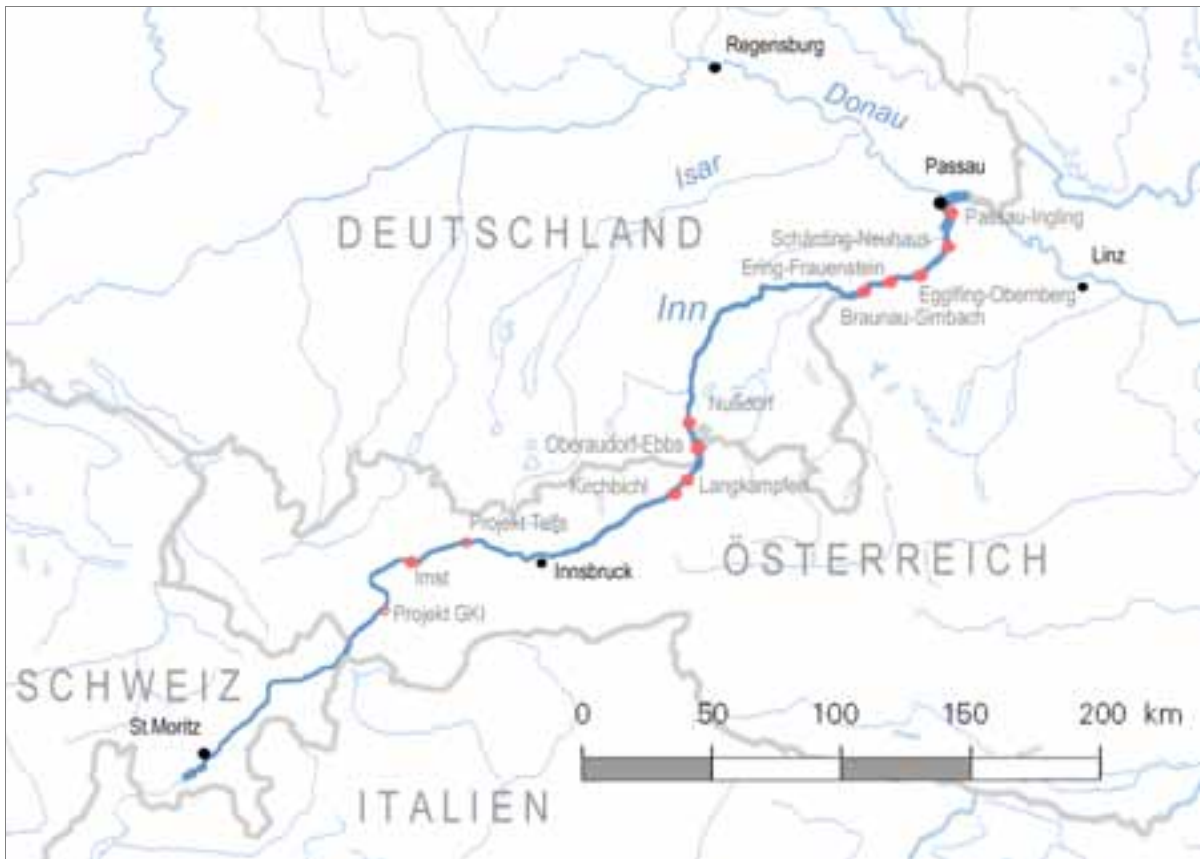 Regensburg
Donau
Isar
Passau
Passau-Ingling
DEUTSCHLAND
Schärding-Neuhaus
Linz
Ering-Frauenstein
Egglfing-Obernberg
Inn
Braunau-Simbach
Nußdorf
Oberaudorf-Ebbs
Kirchbichl
Langkampfen
Projekt Telfs
ÖSTERREICH
Imst
Innsbruck
Projekt GKI
SCHWEIZ
St.Moritz
0 50 100 150 200 km
ITALIEN